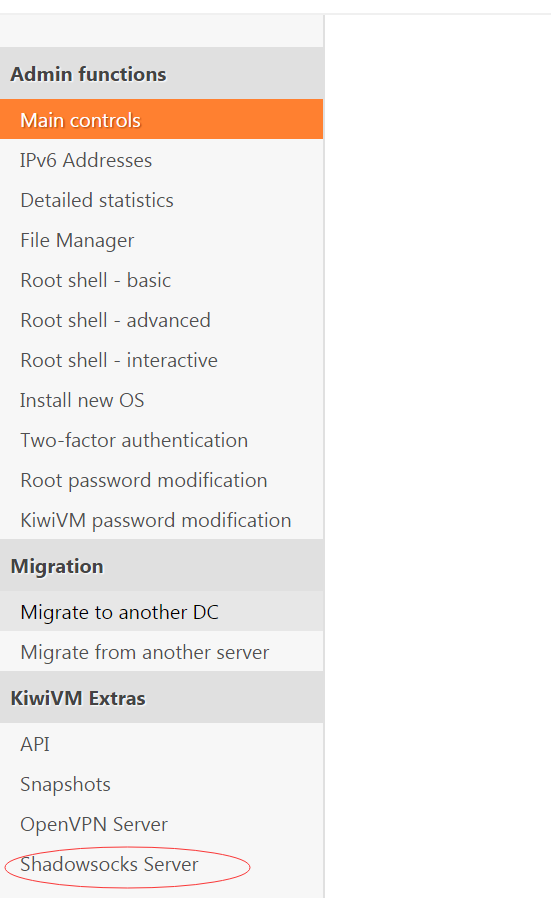 Admin functions
Main controls
IPv6 Addresses
Detailed statistics
File Manager
Root shell - basic
Root shell - advanced
Root shell - interactive
Install new OS
Two-factor authentication
Root password modification
KiwiVM password modification
Migration
Migrate to another DC
Migrate from another server
KiwiVM Extras
API
Snapshots
OpenVPN Server
Shadowsocks Server